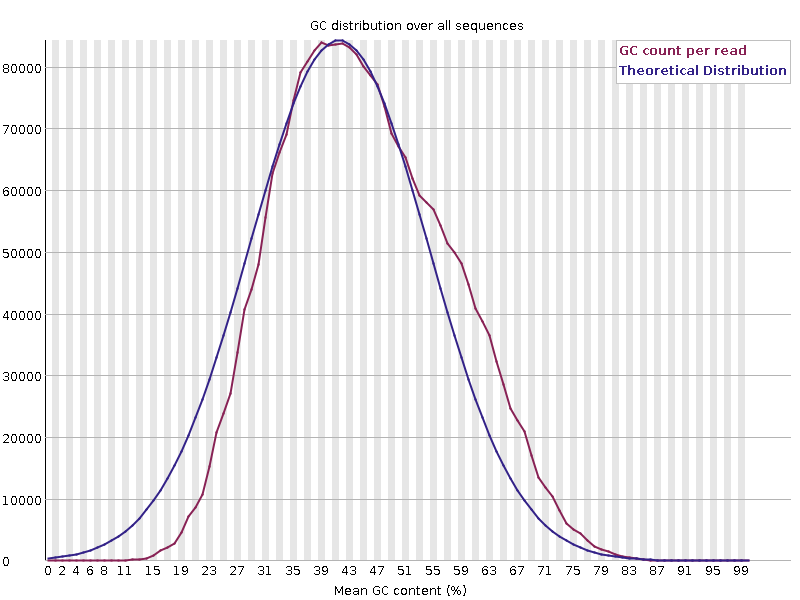 GC distribution over all sequences
GC count per read
Theoretical Distribution
80000
70000
60000
50000
40000
30000
20000
10000
0
0 2 4 6 8 11 15 19 23 27 31 35 39 43 47 51 55 59 63 67 71 75 79 83 87 91 95 99
Mean GC content (%)